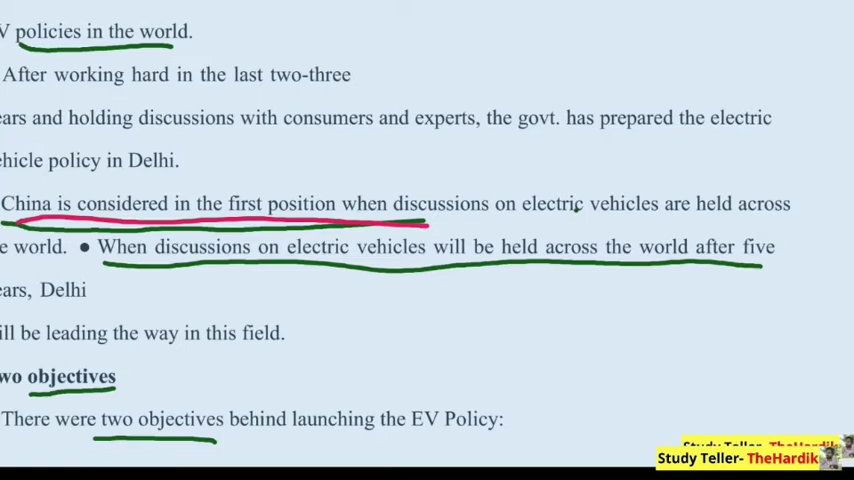 V policies in the world.
After working hard in the last two-three
ears and holding discussions with consumers and experts, the govt. has prepared the electric
ehicle policy in Delhi.
China is considered in the first position when discussions on electric vehicles are held across
e world. ● When discussions on electric vehicles will be held across the world after five
ears, Delhi
ill be leading the way in this field.
wo objectives
There were two objectives behind launching the EV Policy:
Study Teller- TheHardik
Study Teller- TheHardik